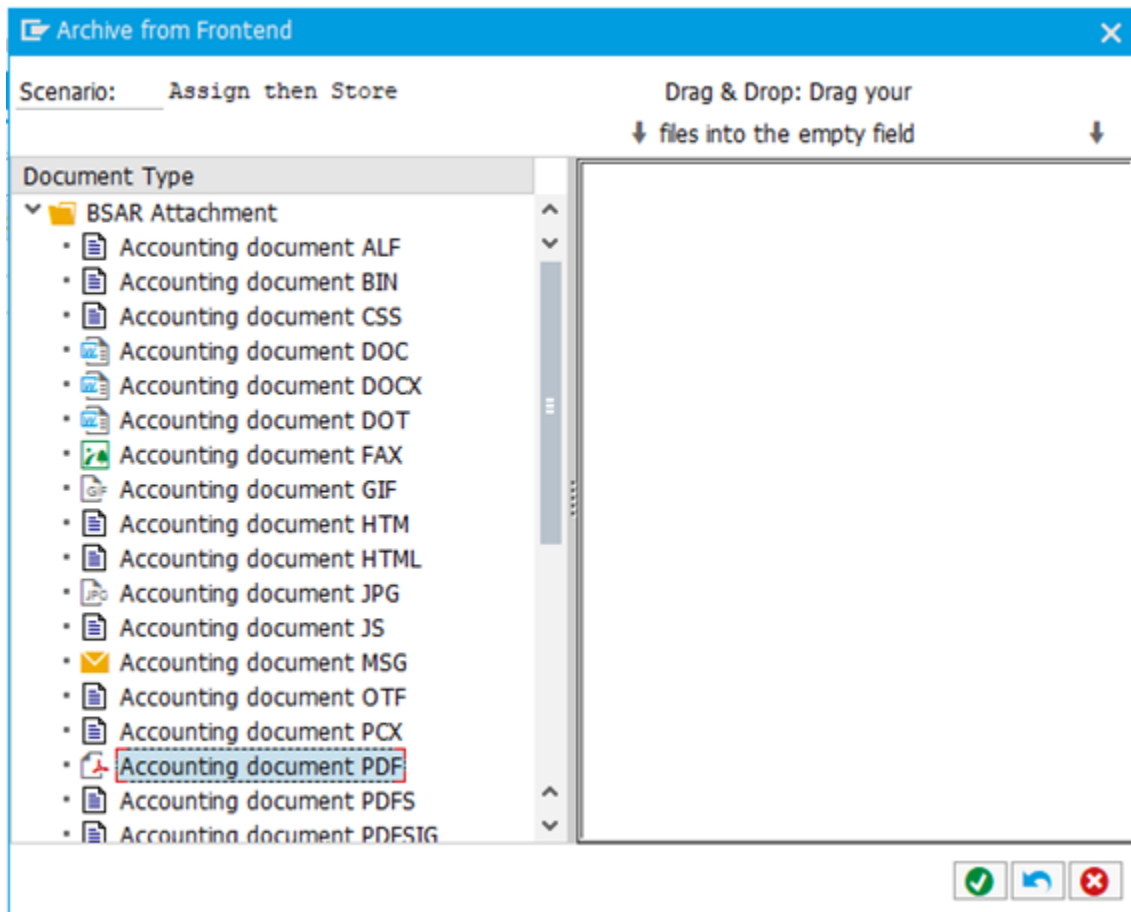 Archive from Frontend
Scenario: Assign then Store
Drag & Drop: Drag your
files into the empty field
Document Type
BSAR Attachment
Accounting document ALF
Accounting document BIN
Accounting document CSS
Accounting document DOC
Accounting document DOCX
Accounting document DOT
Accounting document FAX
Accounting document GIF
Accounting document HTM
Accounting document HTML
Accounting document JPG
Accounting document JS
Accounting document MSG
Accounting document OTF
Accounting document PCX
Accounting document PDF
Accounting document PDFS
Accounting document PDFSIG